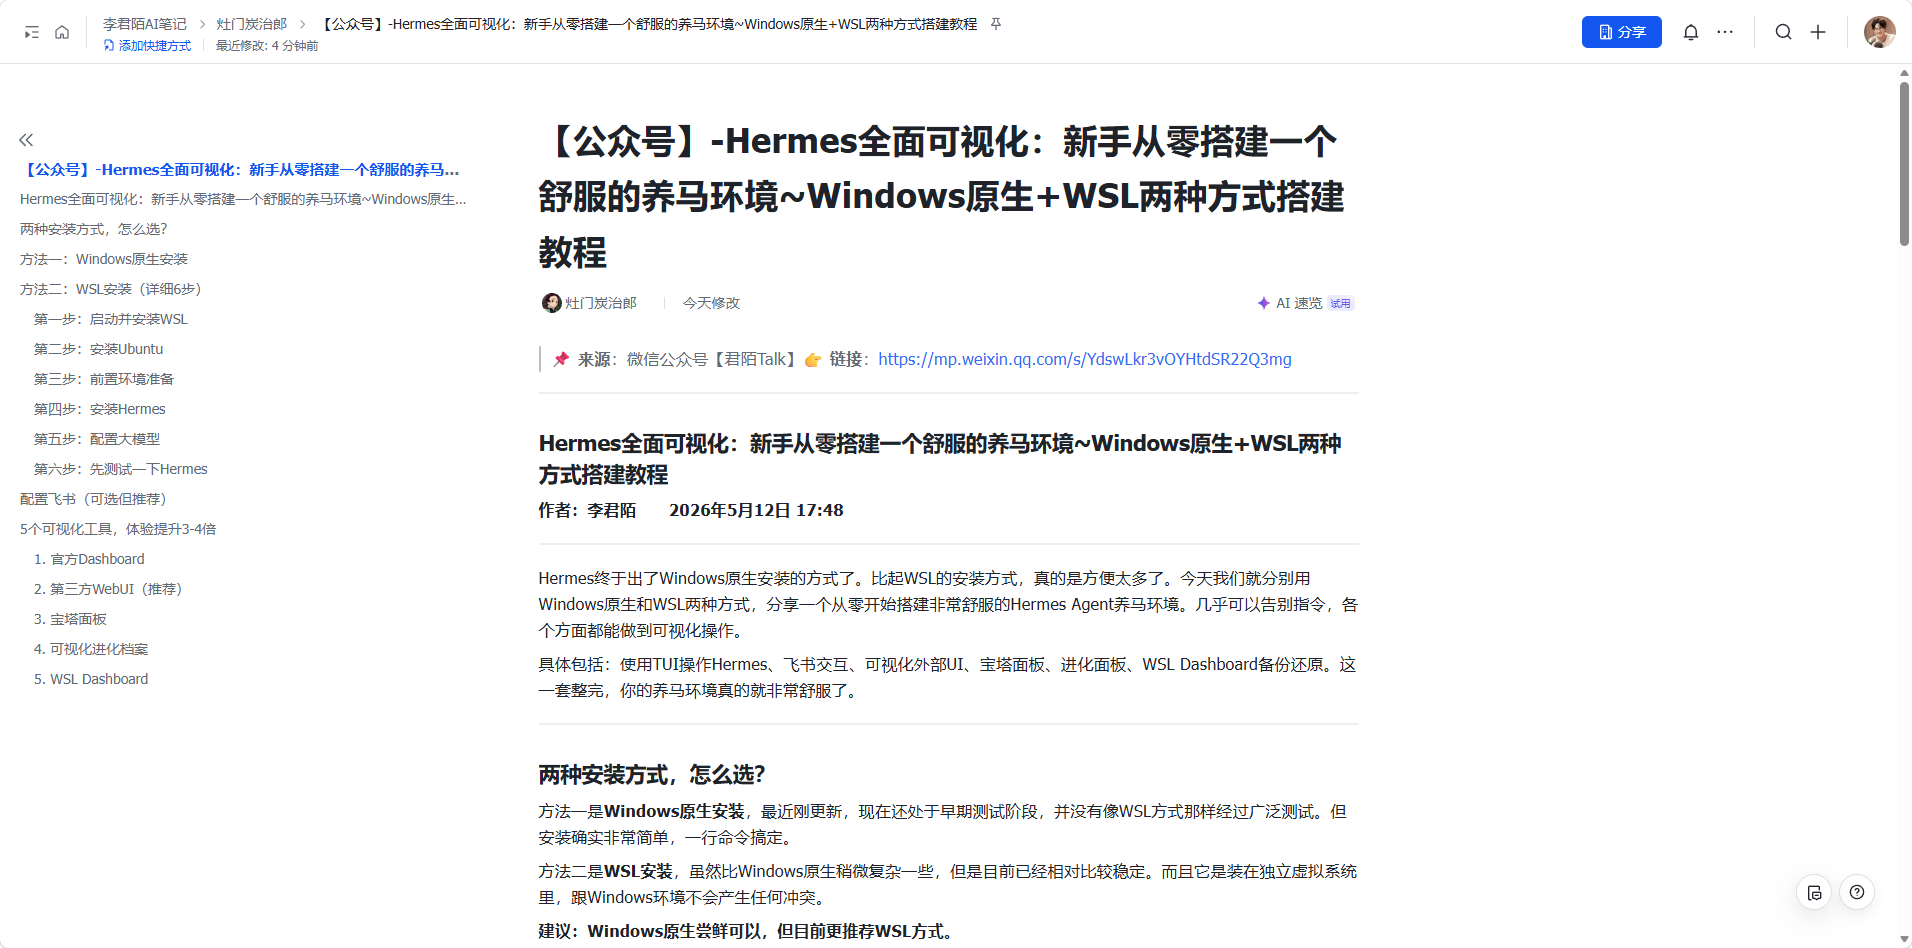 李君陌AI笔记 > 灶门炭治郎 > 【公众号】-Hermes全面可视化：新手从零搭建一个舒服的养马环境~Windows原生+WSL两种方式搭建教程
添加快捷方式 | 最近修改: 4 分钟前
分享
【公众号】-Hermes全面可视化：新手从零搭建一个舒服的养马...
Hermes全面可视化：新手从零搭建一个舒服的养马环境~Windows原生...
两种安装方式，怎么选？
方法一：Windows原生安装
方法二：WSL安装（详细6步）
第一步：启动并安装WSL
第二步：安装Ubuntu
第三步：前置环境准备
第四步：安装Hermes
第五步：配置大模型
第六步：先测试一下Hermes
配置飞书（可选但推荐）
5个可视化工具，体验提升3-4倍
1. 官方Dashboard
2. 第三方WebUI（推荐）
3. 宝塔面板
4. 可视化进化档案
5. WSL Dashboard
【公众号】-Hermes全面可视化：新手从零搭建一个
舒服的养马环境~Windows原生+WSL两种方式搭建
教程
灶门炭治郎 | 今天修改
AI 速览 试用
来源：微信公众号【君陌Talk】 链接：https://mp.weixin.qq.com/s/YdswLkr3vOYHtdSR22Q3mg
Hermes全面可视化：新手从零搭建一个舒服的养马环境~Windows原生+WSL两种
方式搭建教程
作者：李君陌 2026年5月12日 17:48
Hermes终于出了Windows原生安装的方式了。比起WSL的安装方式，真的是方便太多了。今天我们就分别用
Windows原生和WSL两种方式，分享一个从零开始搭建非常舒服的Hermes Agent养马环境。几乎可以告别指令，各
个方面都能做到可视化操作。
具体包括：使用TUI操作Hermes、飞书交互、可视化外部UI、宝塔面板、进化面板、WSL Dashboard备份还原。这
一套整完，你的养马环境真的就非常舒服了。
两种安装方式，怎么选？
方法一是Windows原生安装，最近刚更新，现在还处于早期测试阶段，并没有像WSL方式那样经过广泛测试。但
安装确实非常简单，一行命令搞定。
方法二是WSL安装，虽然比Windows原生稍微复杂一些，但是目前已经相对比较稳定。而且它是装在独立虚拟系统
里，跟Windows环境不会产生任何冲突。
建议：Windows原生尝鲜可以，但目前更推荐WSL方式。